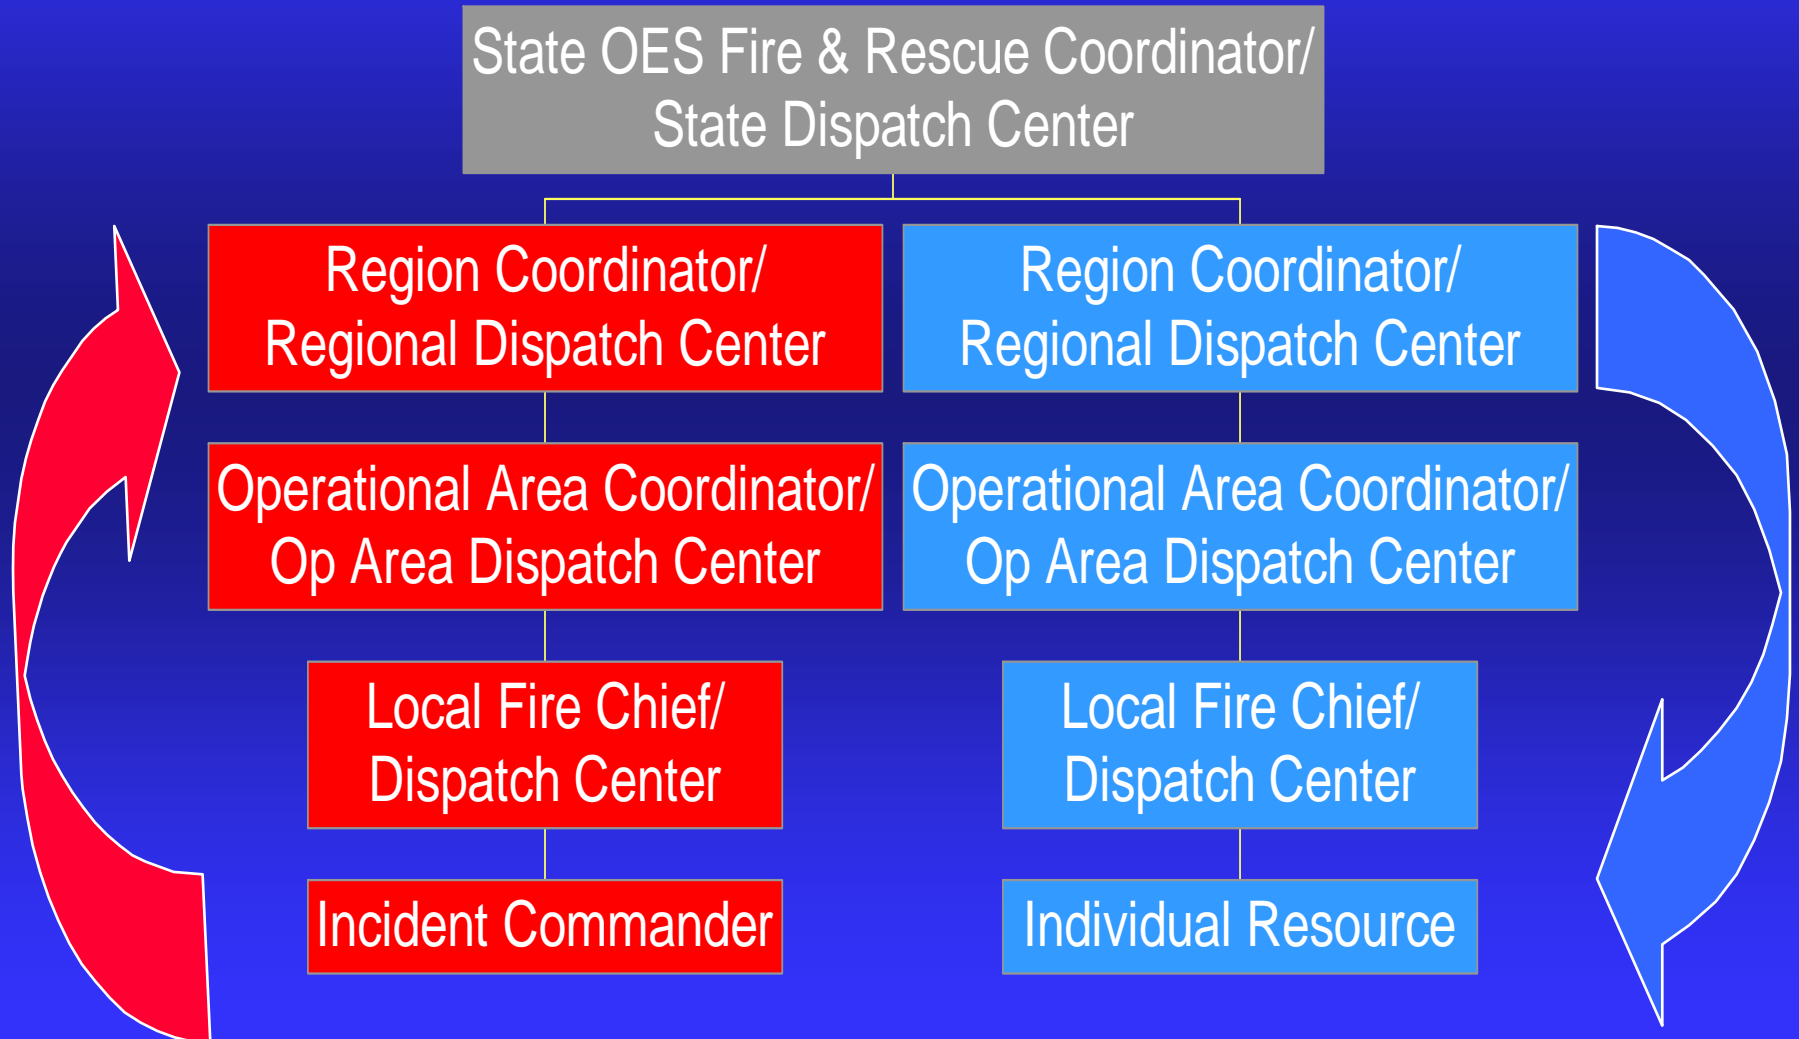 State OES Fire & Rescue Coordinator/
State Dispatch Center
Region Coordinator/
Regional Dispatch Center
Region Coordinator/
Regional Dispatch Center
Operational Area Coordinator/
Op Area Dispatch Center
Operational Area Coordinator/
Op Area Dispatch Center
Local Fire Chief/
Dispatch Center
Local Fire Chief/
Dispatch Center
Incident Commander
Individual Resource